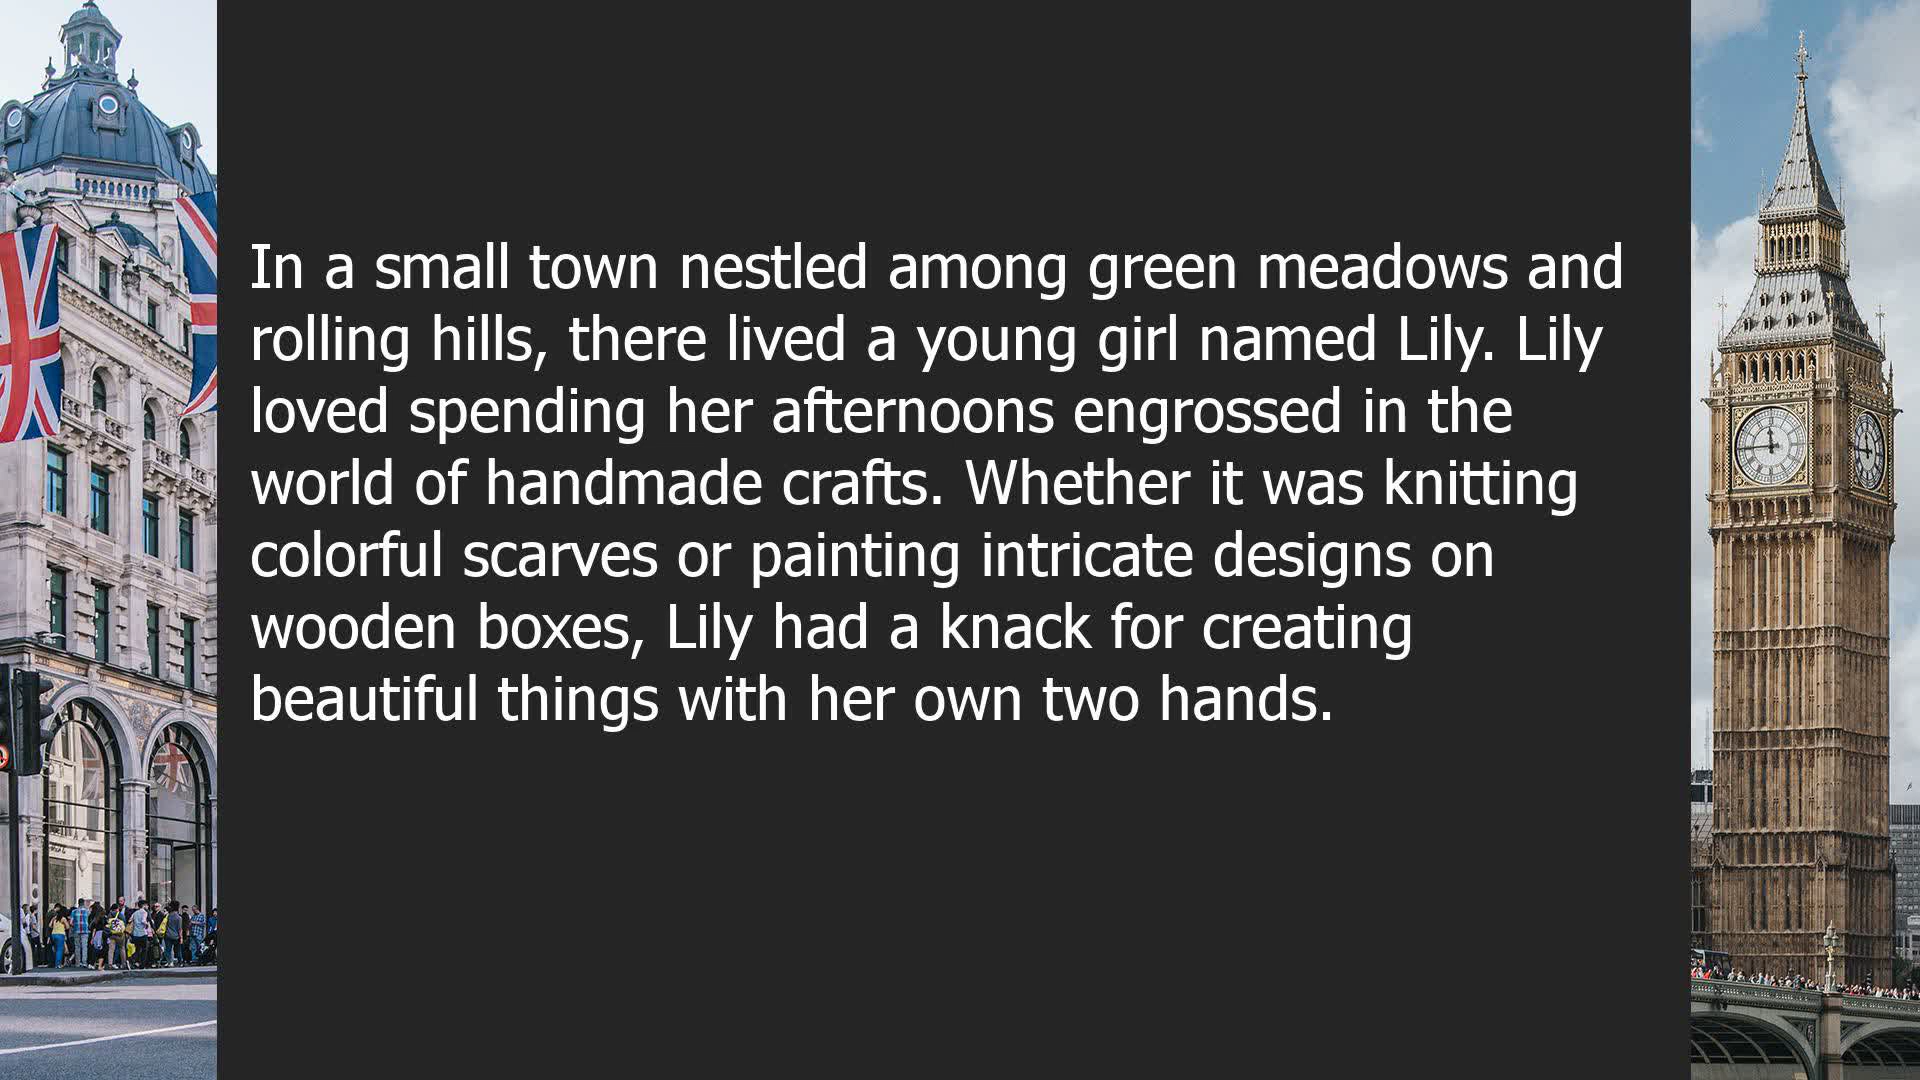 In a small town nestled among green meadows and
rolling hills, there lived a young girl named Lily. Lily
loved spending her afternoons engrossed in the
world of handmade crafts. Whether it was knitting
colorful scarves or painting intricate designs on
wooden boxes, Lily had a knack for creating
beautiful things with her own two hands.